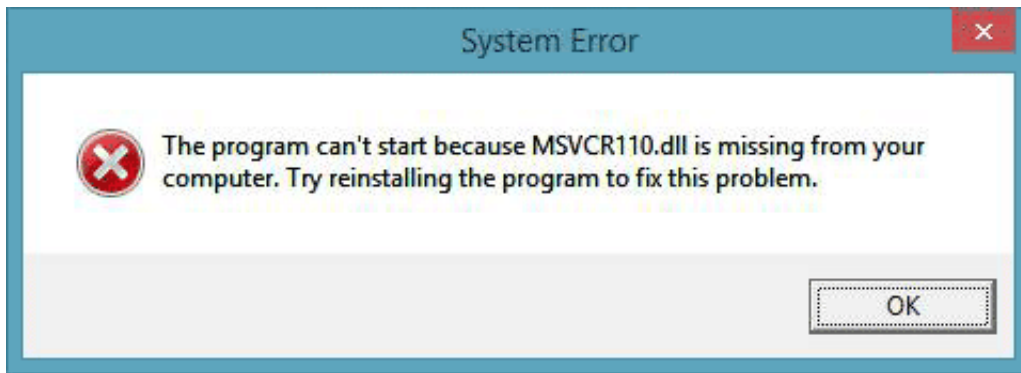 System Error
The program can't start because MSVCR110.dll is missing from your
computer. Try reinstalling the program to fix this problem.
OK